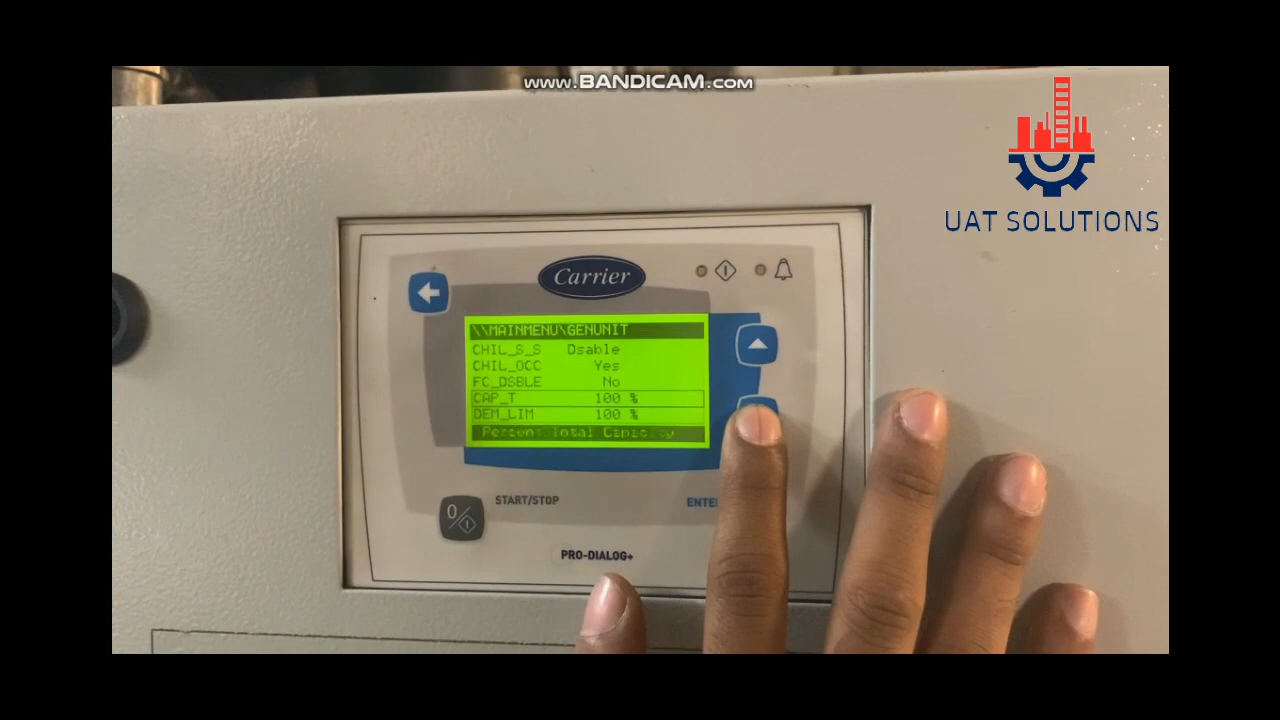 www.BANDICAM.com
UAT SOLUTIONS
Carrier
\\MAINMENU\GENUNIT
CHIL_S_S Dsable
CHIL_OCC Yes
FC_DSBLE No
CAP_T 100 %
DEM_LIM 100 %
Percent Total Capacity
START/STOP
0
PRO-DIALOG+